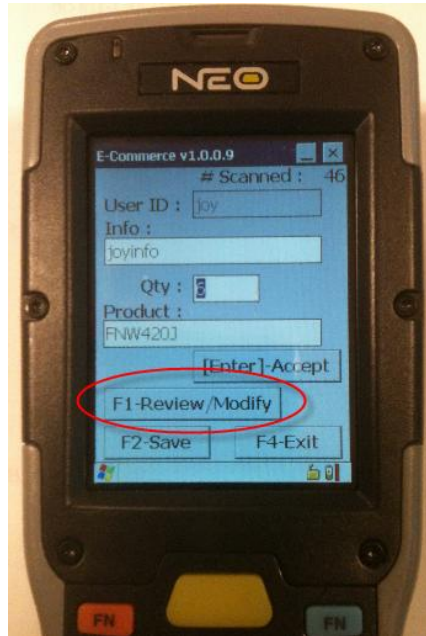 NEO
E-Commerce v1.0.0.9
# Scanned : 46
User ID : joy
Info :
joyinfo
Qty : 6
Product :
FNW420J
[Enter]-Accept
F1-Review/Modify
F2-Save F4-Exit
FN FN